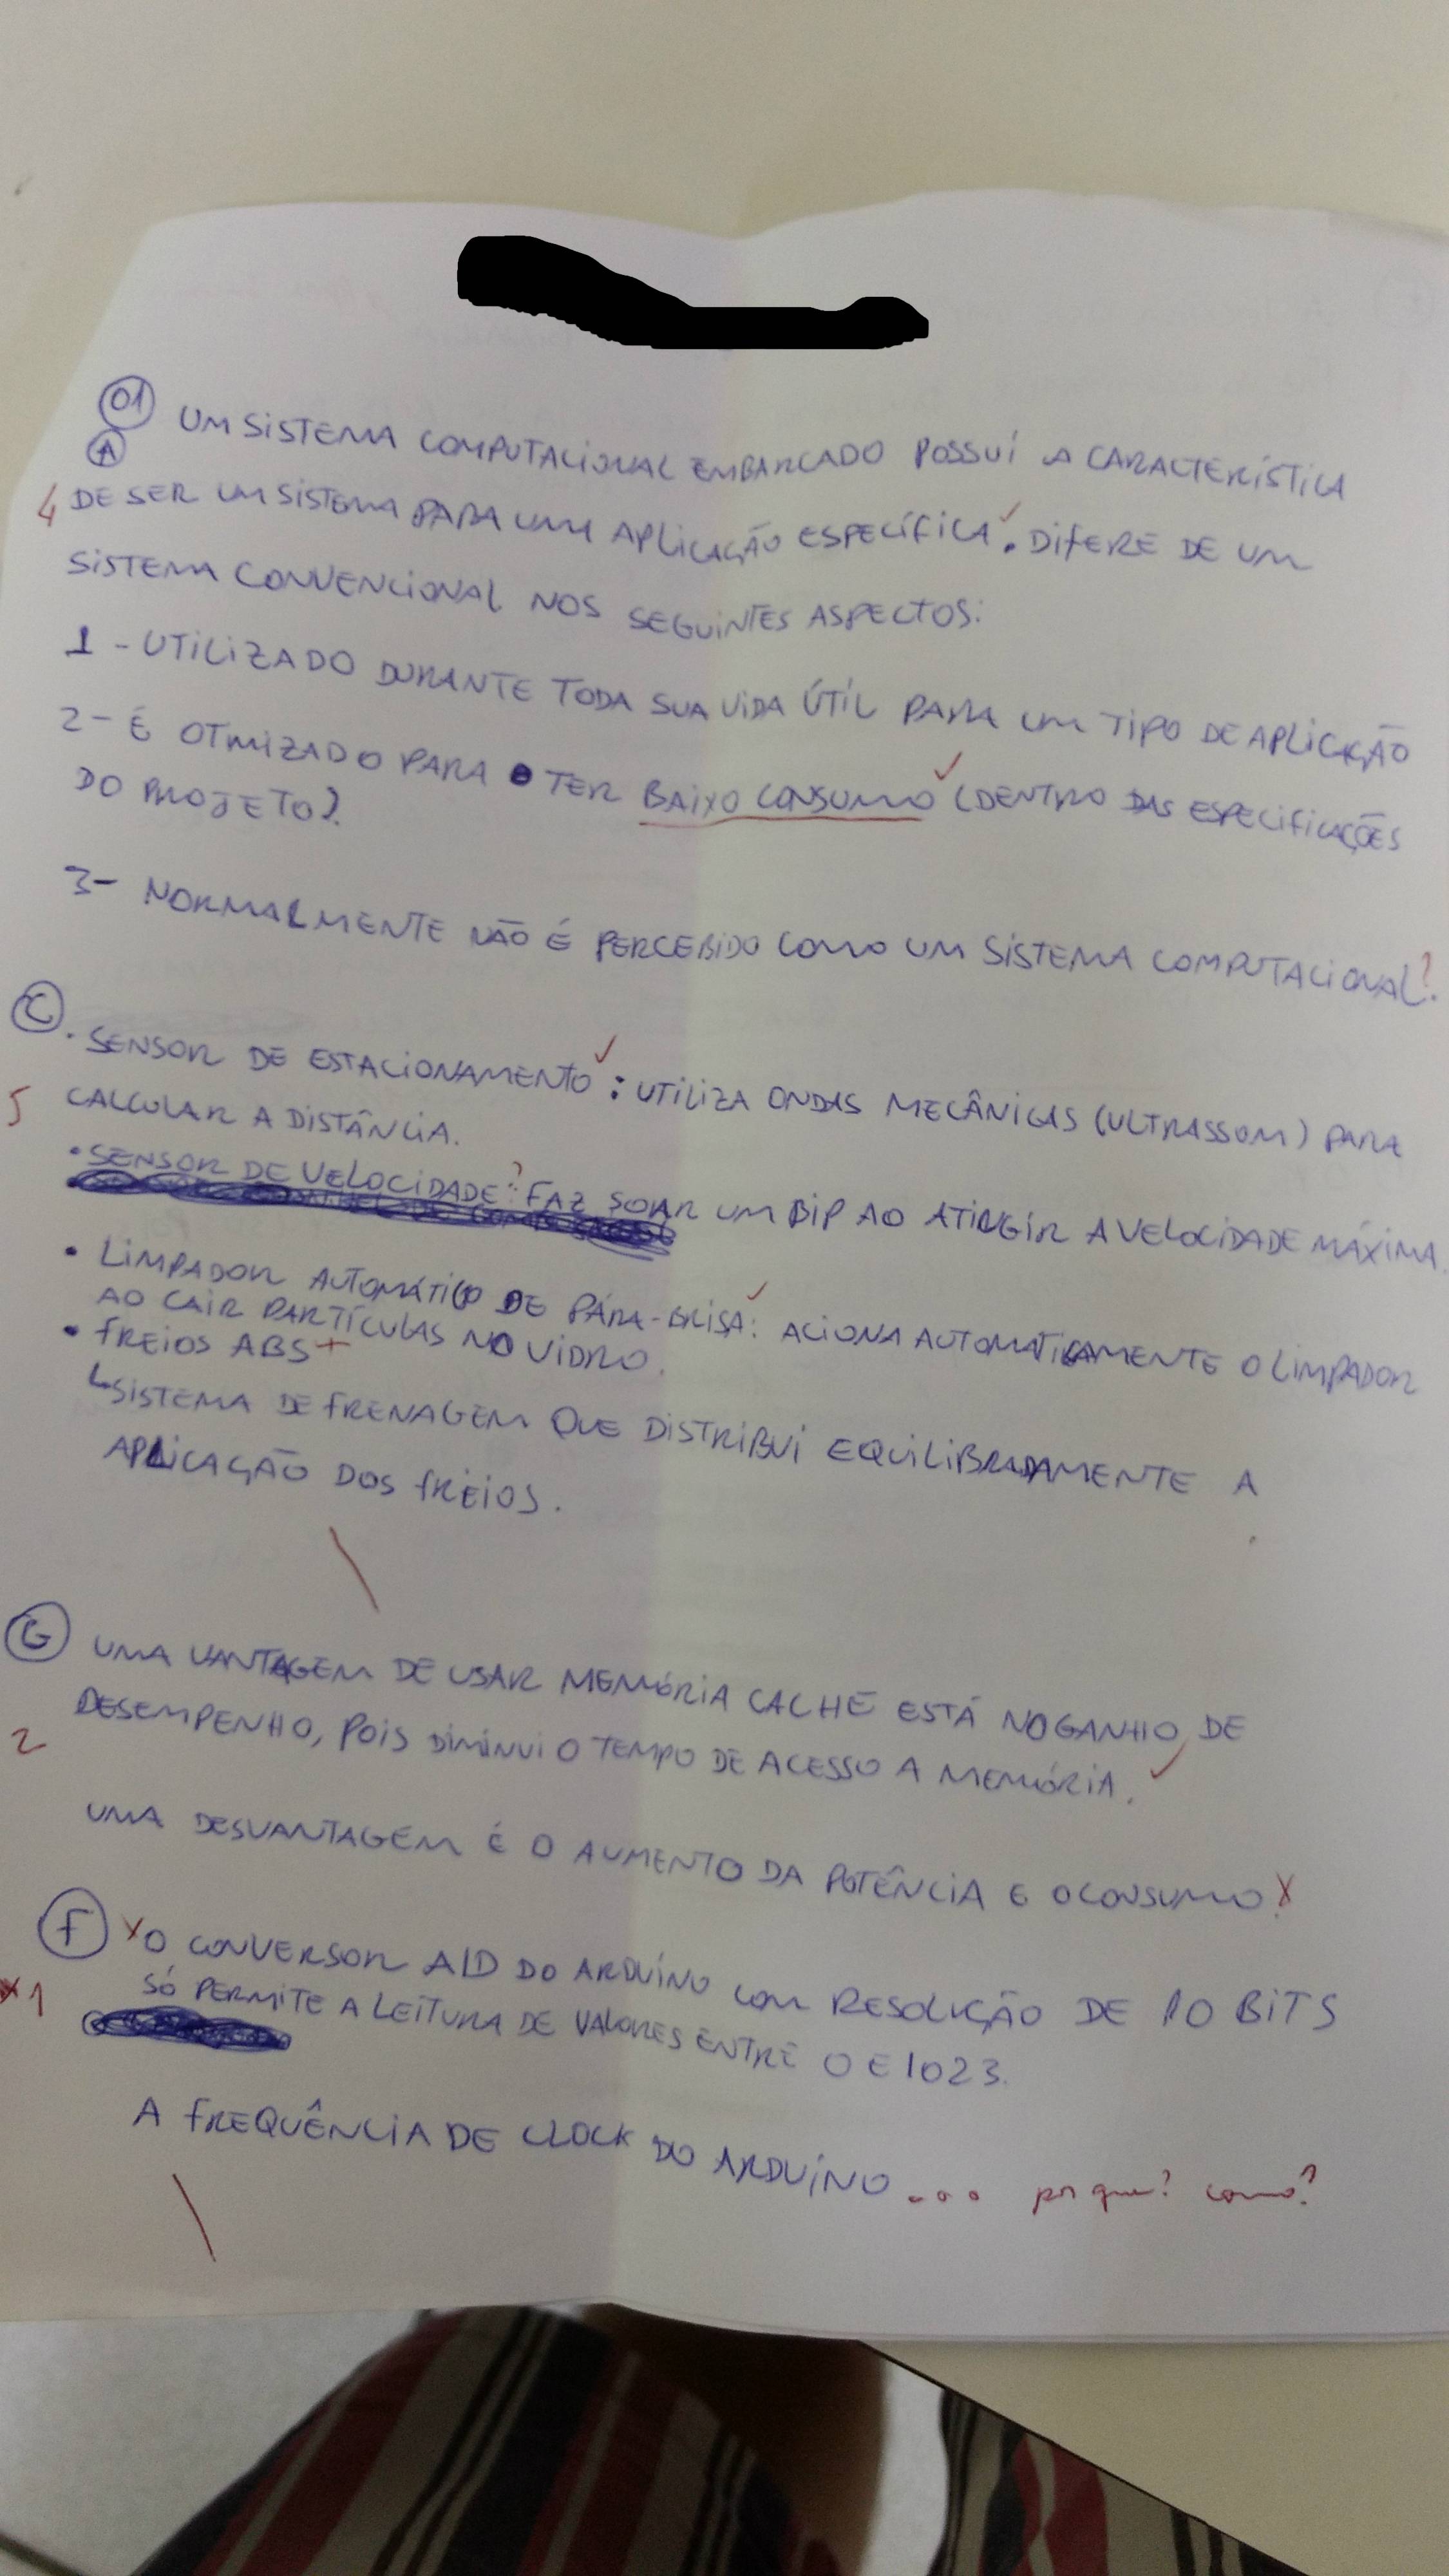 01
A UM SISTEMA COMPUTACIONAL EMBARCADO POSSUÍ A CARACTERÍSTICA
4 DE SER UM SISTEMA PARA UMA APLICAÇÃO ESPECÍFICA. DIFERE DE UM
SISTEMA CONVENCIONAL NOS SEGUINTES ASPECTOS:
1 - UTILIZADO DURANTE TODA SUA VIDA ÚTIL PARA UM TIPO DE APLICAÇÃO
2 - É OTIMIZADO PARA TER BAIXO CONSUMO (DENTRO DAS ESPECIFICAÇÕES
DO PROJETO).
3 - NORMALMENTE NÃO É PERCEBIDO COMO UM SISTEMA COMPUTACIONAL. ?
C
• SENSOR DE ESTACIONAMENTO: UTILIZA ONDAS MECÂNICAS (ULTRASSOM) PARA
5 CALCULAR A DISTÂNCIA.
• SENSOR DE VELOCIDADE: ? FAZ SOAR UM BIP AO ATINGIR A VELOCIDADE MÁXIMA.
• LIMPADOR AUTOMÁTICO DE PÁRA-BRISA: ACIONA AUTOMATICAMENTE O LIMPADOR
AO CAIR PARTÍCULAS NO VIDRO.
• FREIOS ABS +
SISTEMA DE FRENAGEM QUE DISTRIBUI EQUILIBRADAMENTE A
APLICAÇÃO DOS FREIOS.
G UMA VANTAGEM DE USAR MEMÓRIA CACHE ESTÁ NO GANHO DE
2 DESEMPENHO, POIS DIMINUI O TEMPO DE ACESSO A MEMÓRIA.
UMA DESVANTAGEM É O AUMENTO DA POTÊNCIA E O CONSUMO. X
F X O CONVERSOR A/D DO ARDUÍNO COM RESOLUÇÃO DE 10 BITS
1 SÓ PERMITE A LEITURA DE VALORES ENTRE 0 E 1023.
A FREQUÊNCIA DE CLOCK DO ARDUÍNO ... por que? como?